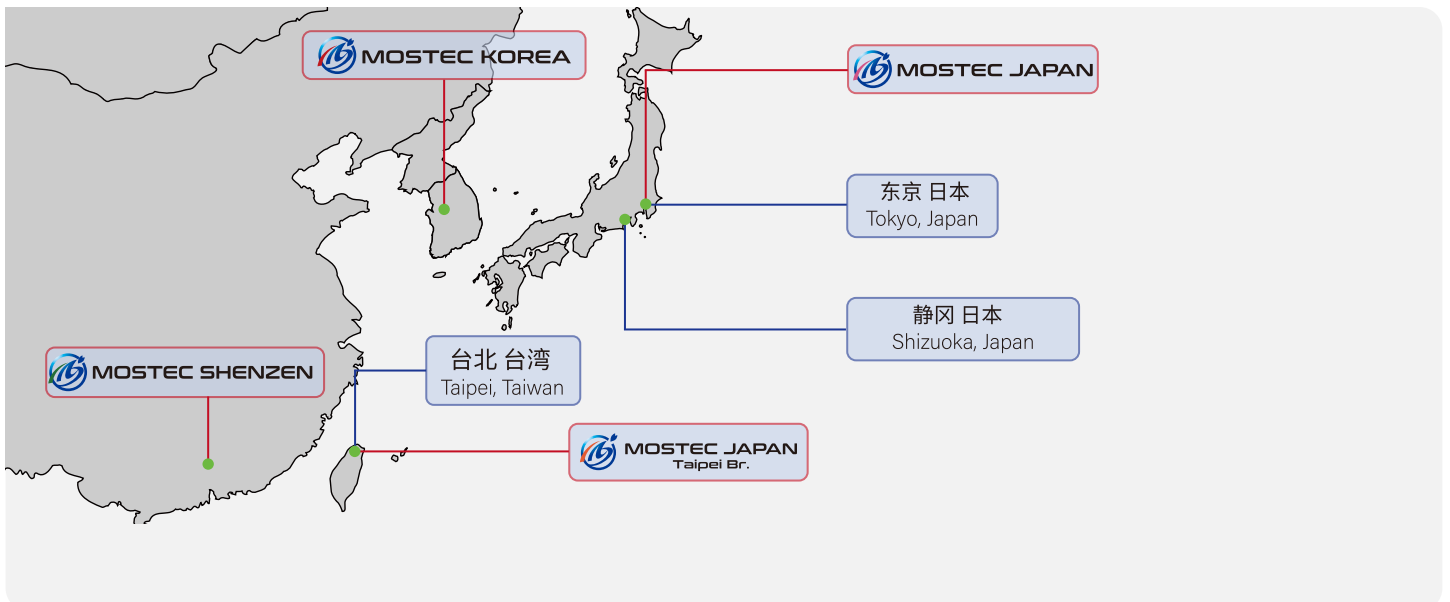 MOSTEC KOREA
MOSTEC JAPAN
东京 日本
Tokyo, Japan
静冈 日本
Shizuoka, Japan
台北 台湾
Taipei, Taiwan
MOSTEC SHENZEN
MOSTEC JAPAN
Taipei Br.